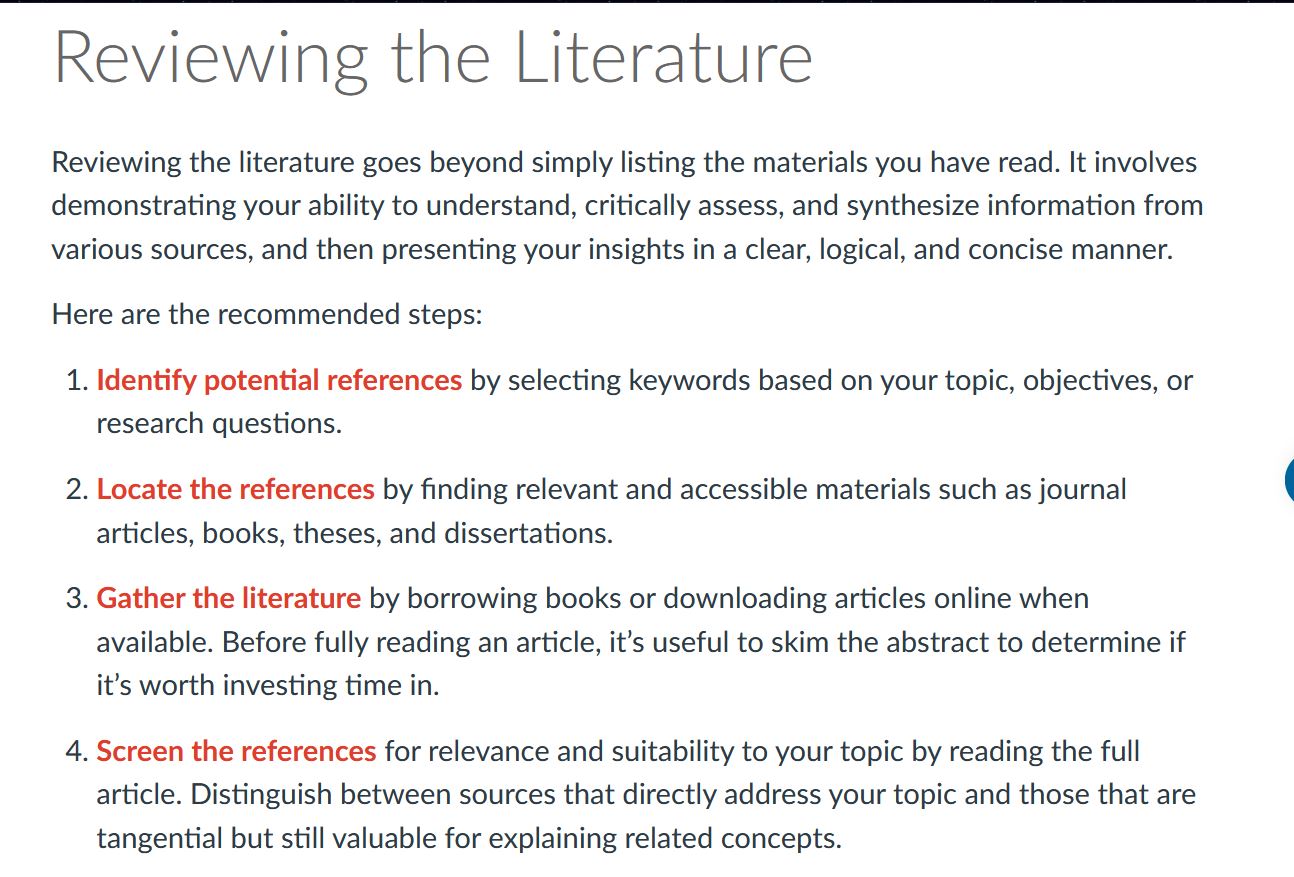 Reviewing the Literature
Reviewing the literature goes beyond simply listing the materials you have read. It involves
demonstrating your ability to understand, critically assess, and synthesize information from
various sources, and then presenting your insights in a clear, logical, and concise manner.
Here are the recommended steps:
1. Identify potential references by selecting keywords based on your topic, objectives, or
research questions.
2. Locate the references by finding relevant and accessible materials such as journal
articles, books, theses, and dissertations.
3. Gather the literature by borrowing books or downloading articles online when
available. Before fully reading an article, it’s useful to skim the abstract to determine if
it’s worth investing time in.
4. Screen the references for relevance and suitability to your topic by reading the full
article. Distinguish between sources that directly address your topic and those that are
tangential but still valuable for explaining related concepts.